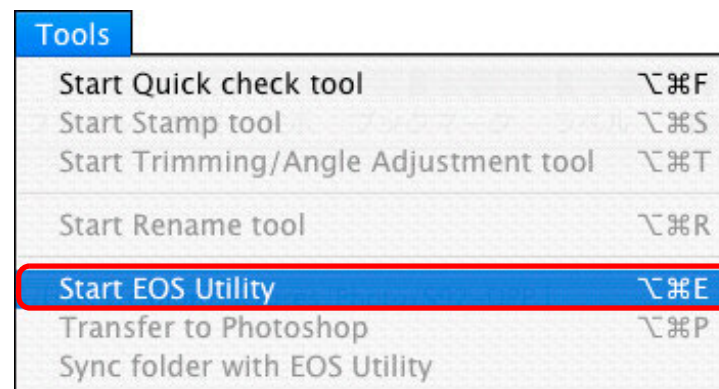 Tools
Start Quick check tool ⌥⌘F
Start Stamp tool ⌥⌘S
Start Trimming/Angle Adjustment tool ⌥⌘T
Start Rename tool ⌥⌘R
Start EOS Utility ⌥⌘E
Transfer to Photoshop ⌥⌘P
Sync folder with EOS Utility